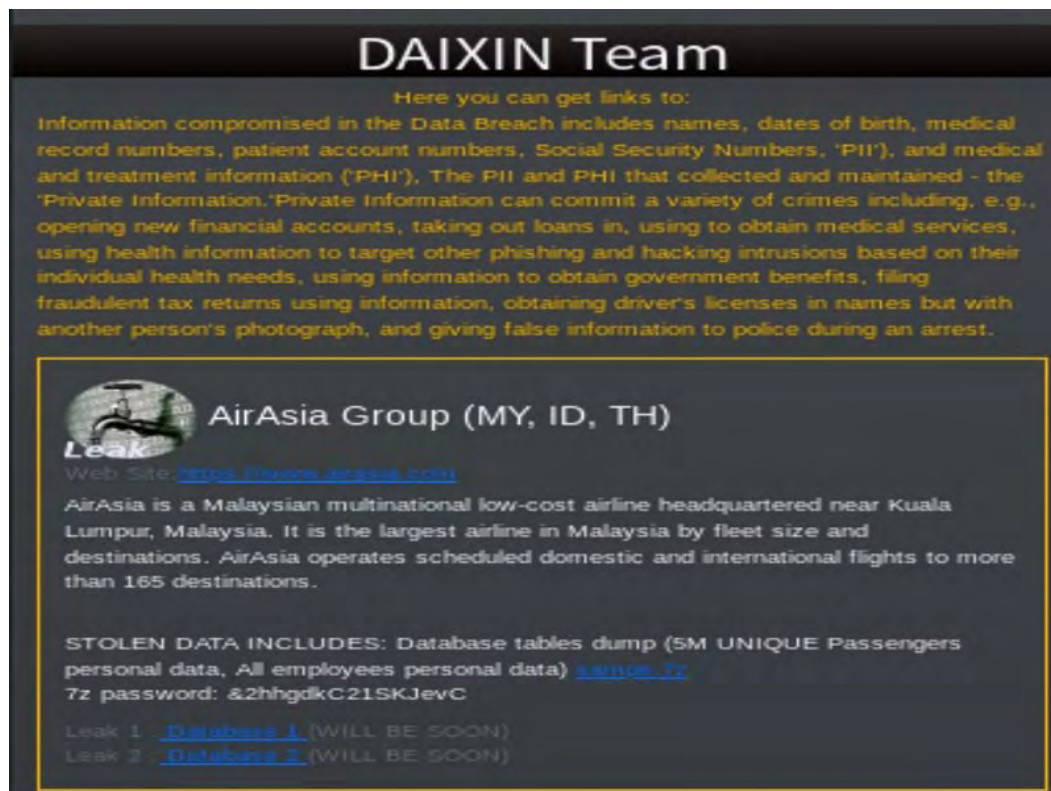 DAIXIN Team
Here you can get links to:
Information compromised in the Data Breach includes names, dates of birth, medical
record numbers, patient account numbers, Social Security Numbers, 'PII'), and medical
and treatment information ('PHI'), The PII and PHI that collected and maintained - the
'Private Information.'Private Information can commit a variety of crimes including, e.g.,
opening new financial accounts, taking out loans in, using to obtain medical services,
using health information to target other phishing and hacking intrusions based on their
individual health needs, using information to obtain government benefits, filing
fraudulent tax returns using information, obtaining driver's licenses in names but with
another person's photograph, and giving false information to police during an arrest.
AirAsia Group (MY, ID, TH)
Leak
Web Site:https://www.airasia.com
AirAsia is a Malaysian multinational low-cost airline headquartered near Kuala
Lumpur, Malaysia. It is the largest airline in Malaysia by fleet size and
destinations. AirAsia operates scheduled domestic and international flights to more
than 165 destinations.
STOLEN DATA INCLUDES: Database tables dump (5M UNIQUE Passengers
personal data, All employees personal data) sampe.7z
7z password: &2hhgdkC21SKJevC
Leak 1 : Database 1 (WILL BE SOON)
Leak 2 : Database 2 (WILL BE SOON)